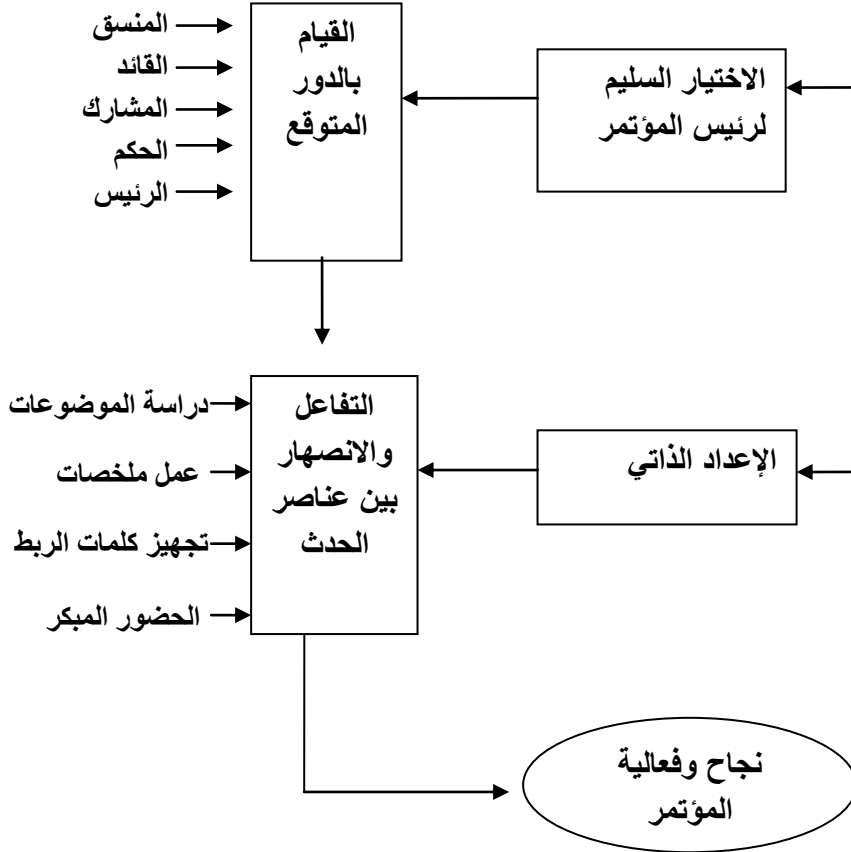 الاختيار السليم
لرئيس المؤتمر
القيام
بالدور
المتوقع
المنسق
القائد
المشارك
الحكم
الرئيس
الإعداد الذاتي
التفاعل
والانصهار
بين عناصر
الحدث
دراسة الموضوعات
عمل ملخصات
تجهيز كلمات الربط
الحضور المبكر
نجاح وفعالية
المؤتمر